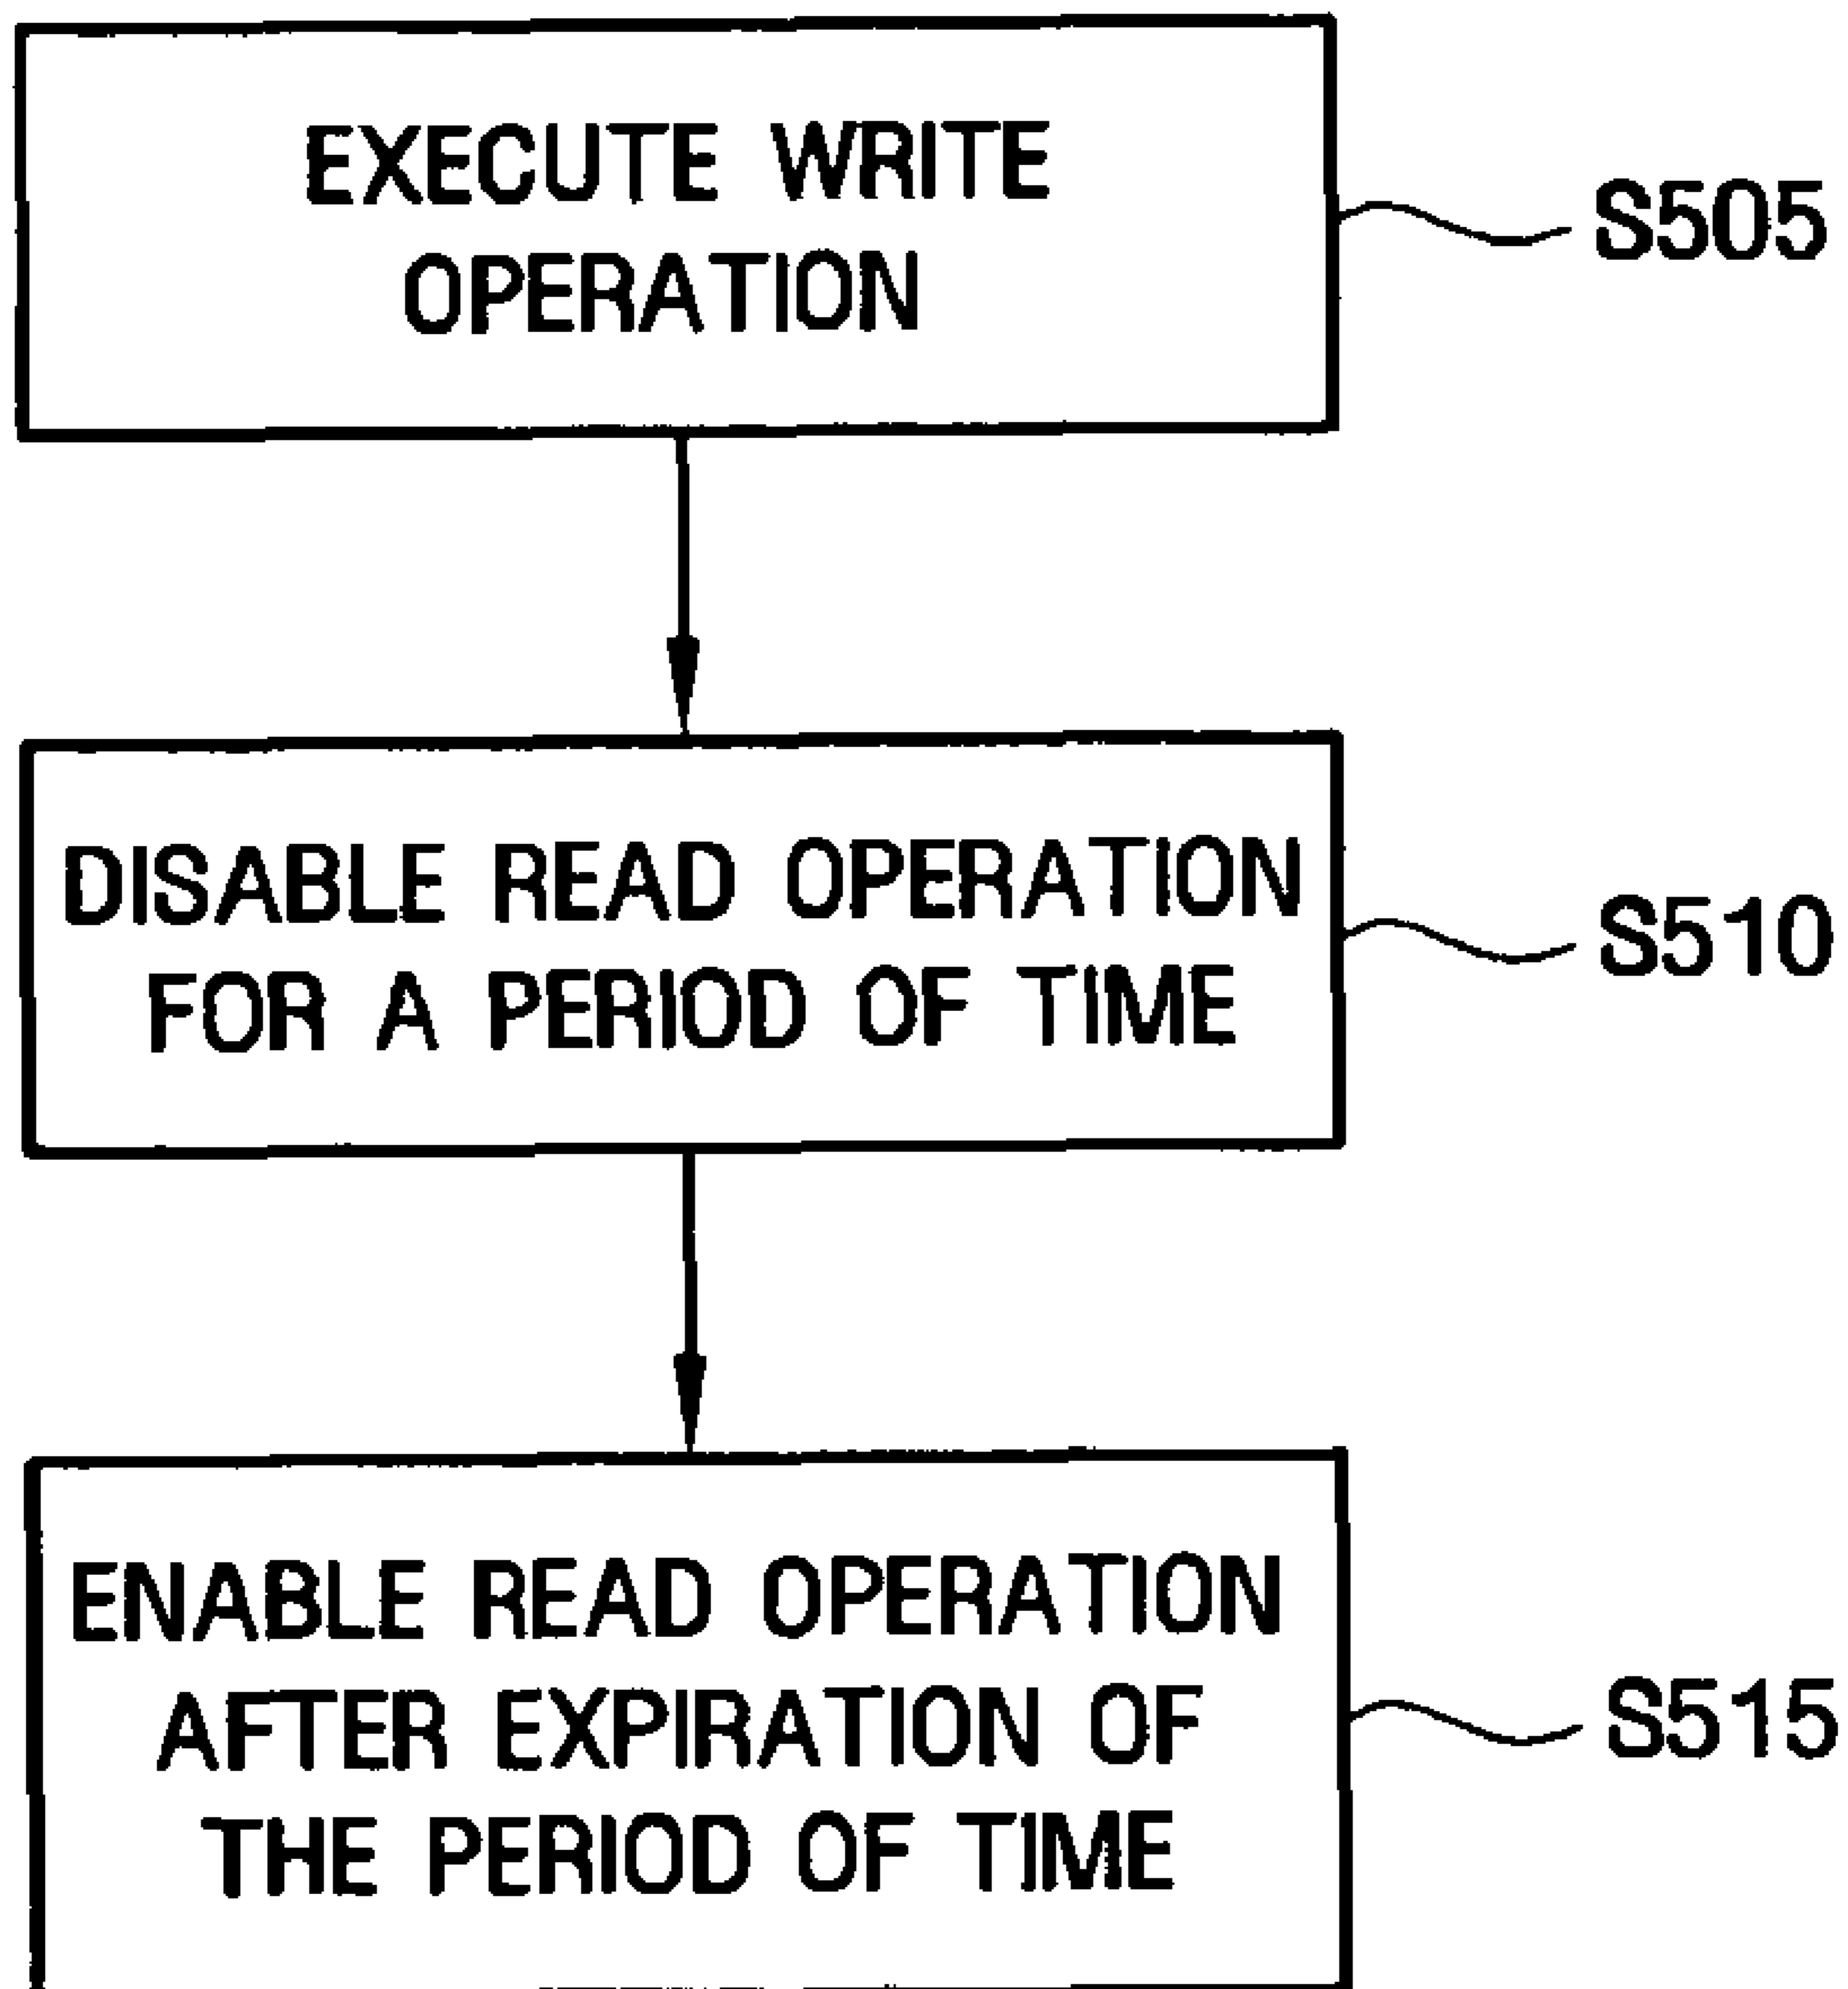 EXECUTE WRITE
OPERATION
S505
DISABLE READ OPERATION
FOR A PERIOD OF TIME
S510
ENABLE READ OPERATION
AFTER EXPIRATION OF
THE PERIOD OF TIME
S515